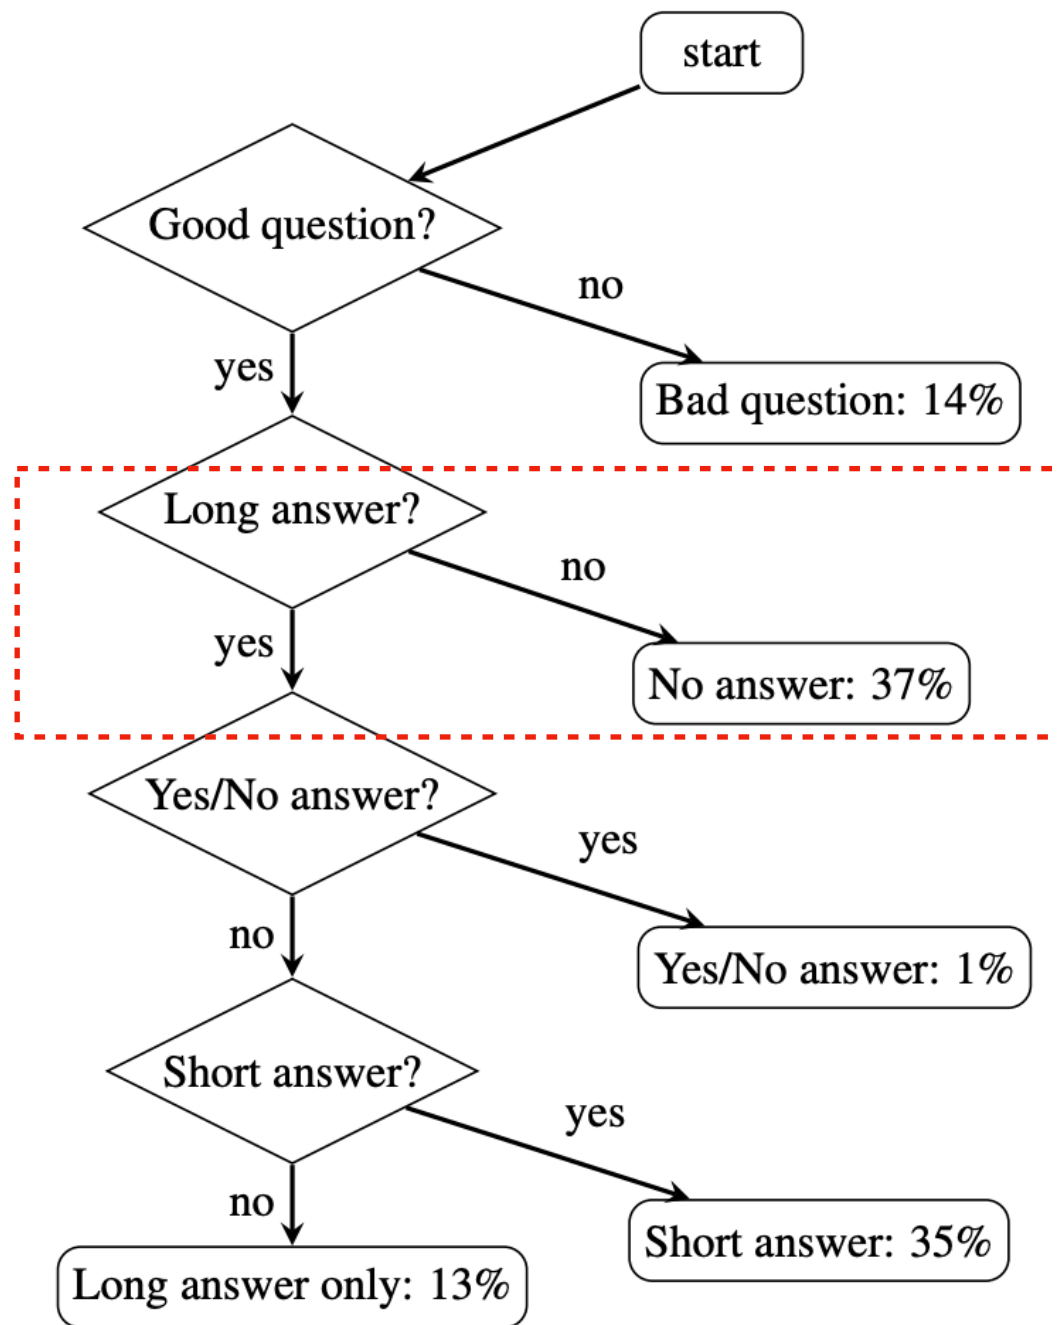 start
Good question?
no
yes
Bad question: 14%
Long answer?
no
yes
No answer: 37%
Yes/No answer?
yes
no
Yes/No answer: 1%
Short answer?
yes
no
Short answer: 35%
Long answer only: 13%